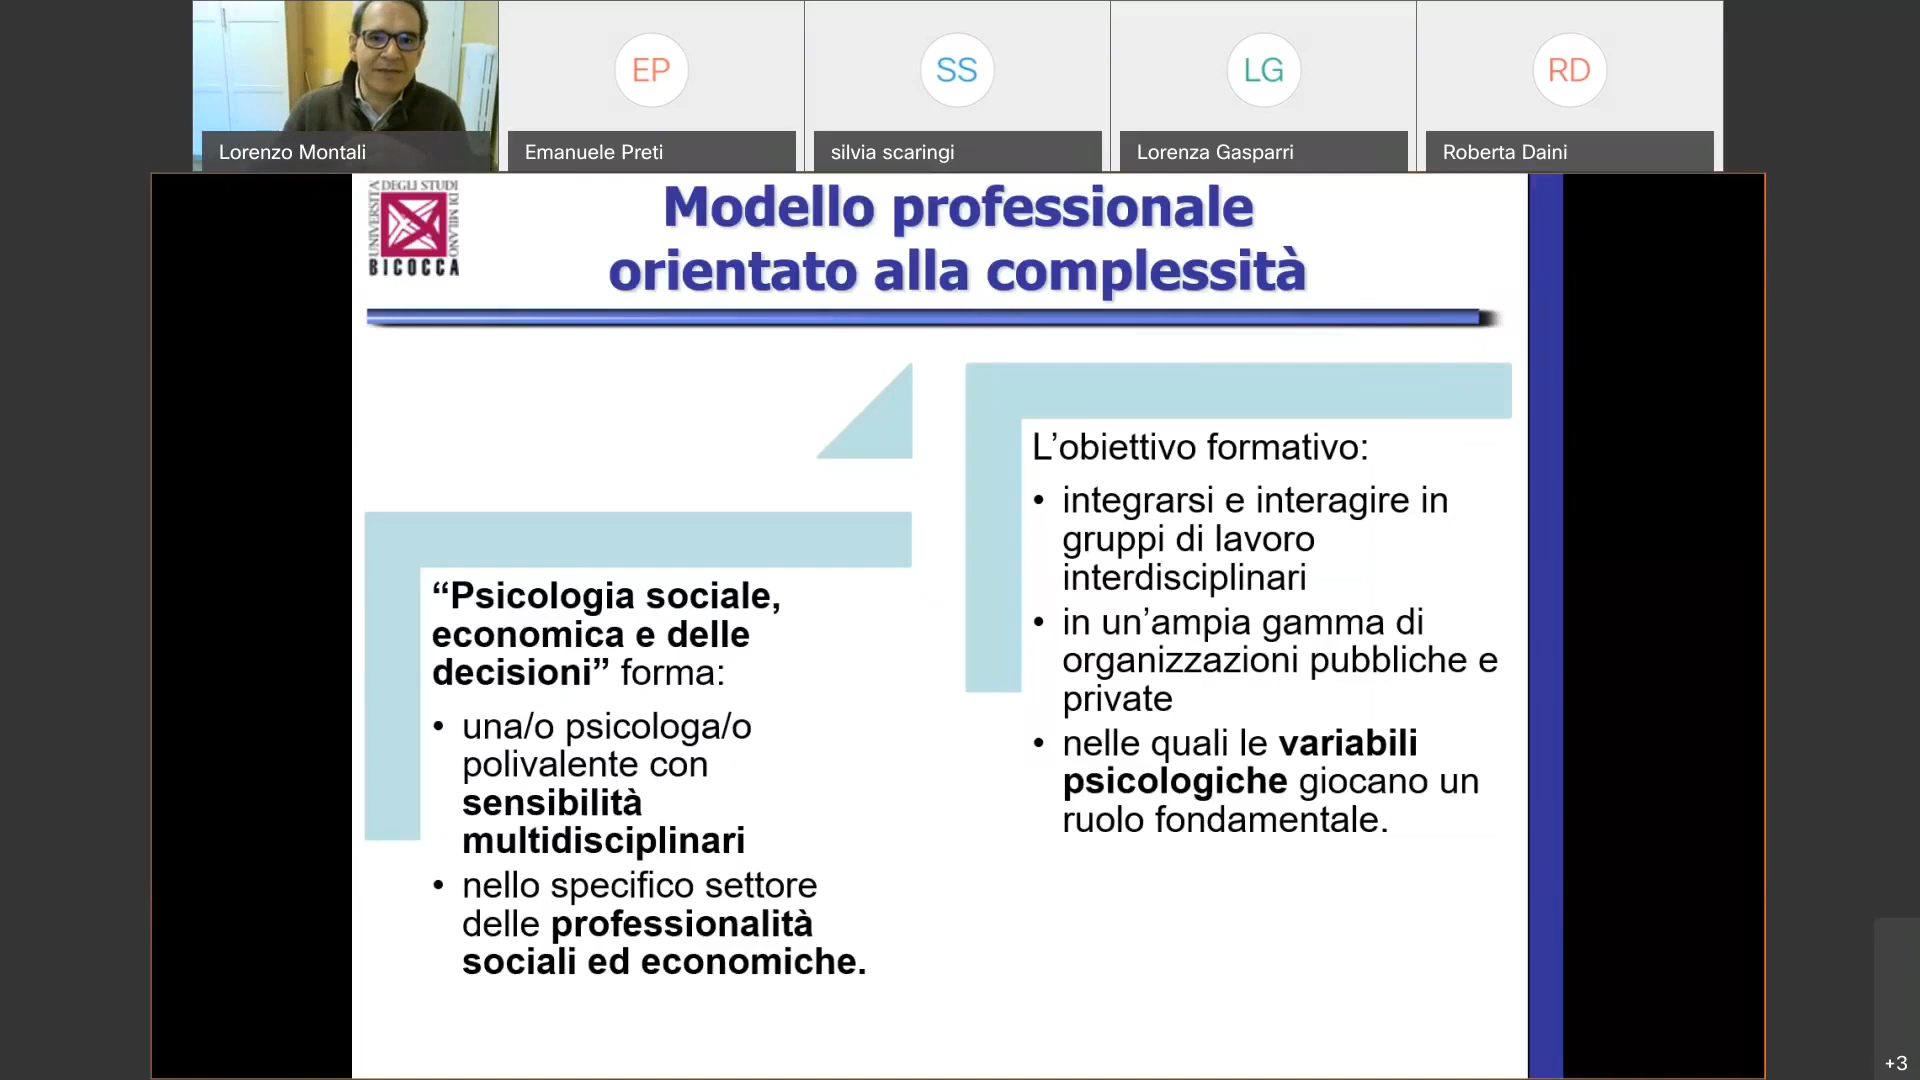 EP
SS
LG
RD
Lorenzo Montali
Emanuele Preti
silvia scaringi
Lorenza Gasparri
Roberta Daini
UNIVERSITÀ
DEGLI STUDI
DI MILANO
BICOCCA
Modello professionale
orientato alla complessità
“Psicologia sociale,
economica e delle
decisioni” forma:
• una/o psicologa/o
polivalente con
sensibilità
multidisciplinari
• nello specifico settore
delle professionalità
sociali ed economiche.
L’obiettivo formativo:
• integrarsi e interagire in
gruppi di lavoro
interdisciplinari
• in un’ampia gamma di
organizzazioni pubbliche e
private
• nelle quali le variabili
psicologiche giocano un
ruolo fondamentale.
+3